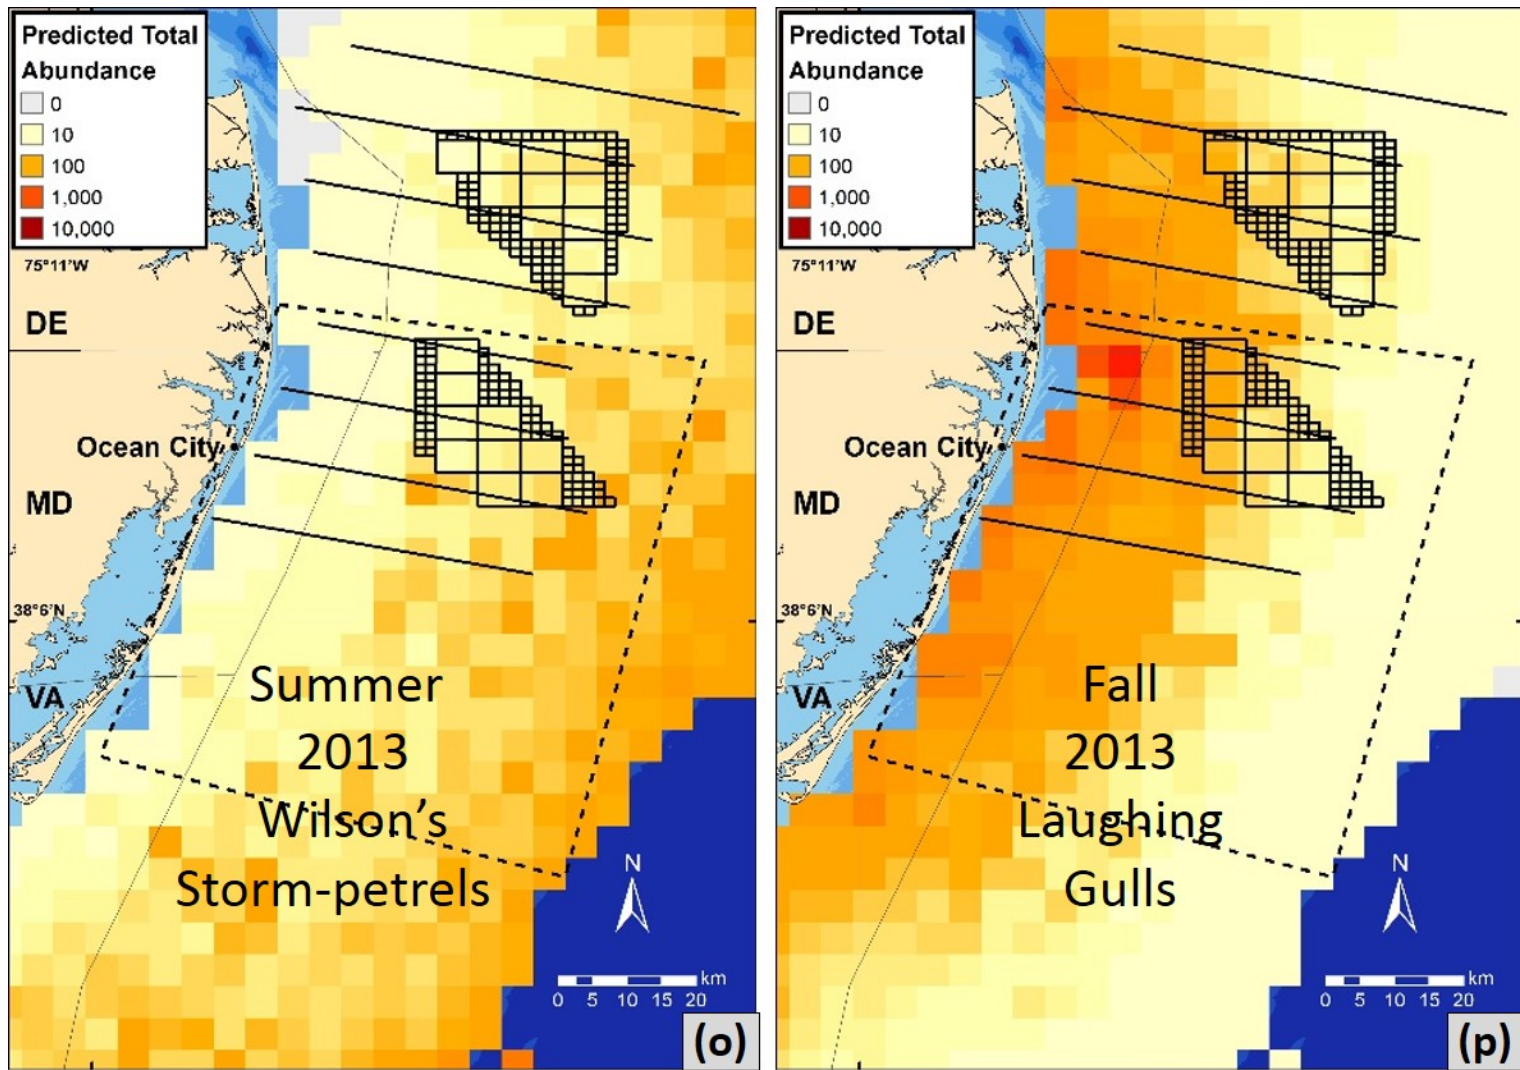 Predicted Total
Abundance
0
10
100
1,000
10,000
75°11'W
DE
Ocean City
MD
38°6'N
VA
Summer
2013
Wilson's
Storm-petrels
N
km
0 5 10 15 20
(o)
Predicted Total
Abundance
0
10
100
1,000
10,000
75°11'W
DE
Ocean City
MD
38°6'N
VA
Fall
2013
Laughing
Gulls
N
km
0 5 10 15 20
(p)